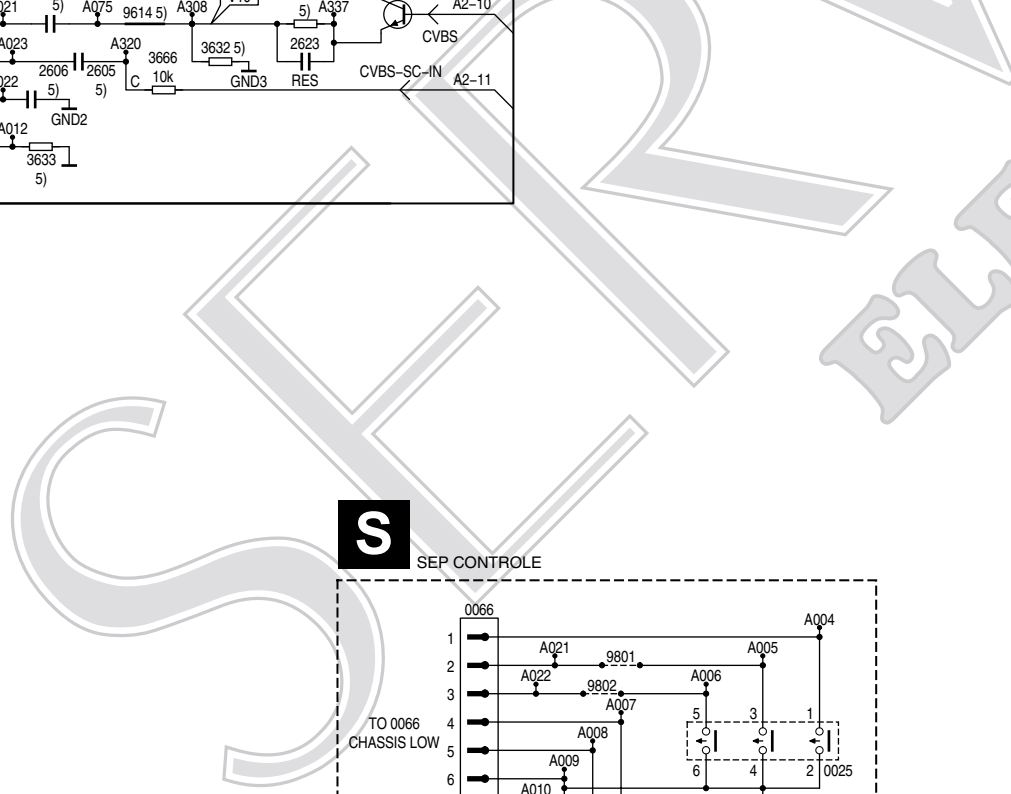 5)
A075
9614 5)
A308
5)
A337
A2-10
CVBS
A023
A320
2606
5)
2605
5)
3666
10k
C
3632 5)
GND3
2623
RES
CVBS-SC-IN
A2-11
GND2
A012
3633
5)
SER
ELE
S
SEP CONTROLE
0066
A004
1
A021
9801
A005
2
A022
9802
A006
3
A007
4
5
3
1
TO 0066
CHASSIS LOW
A008
5
A009
6
6
4
2
0025
A010